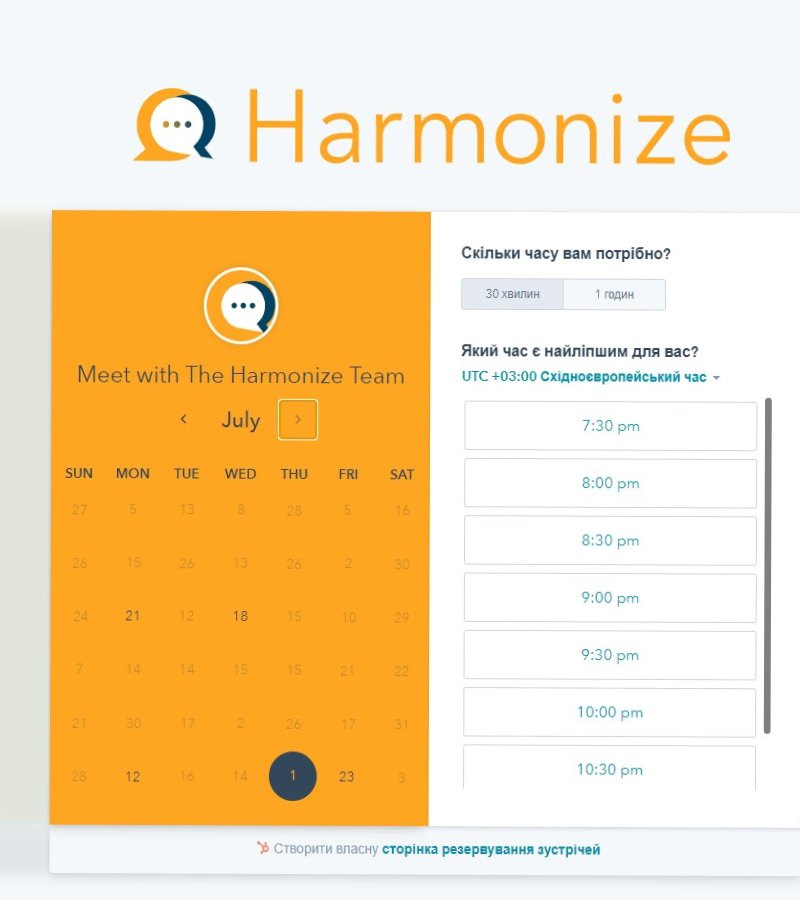 Harmonize
Meet with The Harmonize Team
July
SUN MON TUE WED THU FRI SAT
27 5 13 8 28 5 16
26 15 26 13 26 2 30
24 21 12 18 15 10 29
7 14 14 15 15 21 22
21 30 17 2 26 17 31
28 12 16 14 1 23 3
Скільки часу вам потрібно?
30 хвилин 1 годин
Який час є найліпшим для вас?
UTC +03:00 Східноєвропейський час
7:30 pm
8:00 pm
8:30 pm
9:00 pm
9:30 pm
10:00 pm
10:30 pm
Створити власну сторінка резервування зустрічей